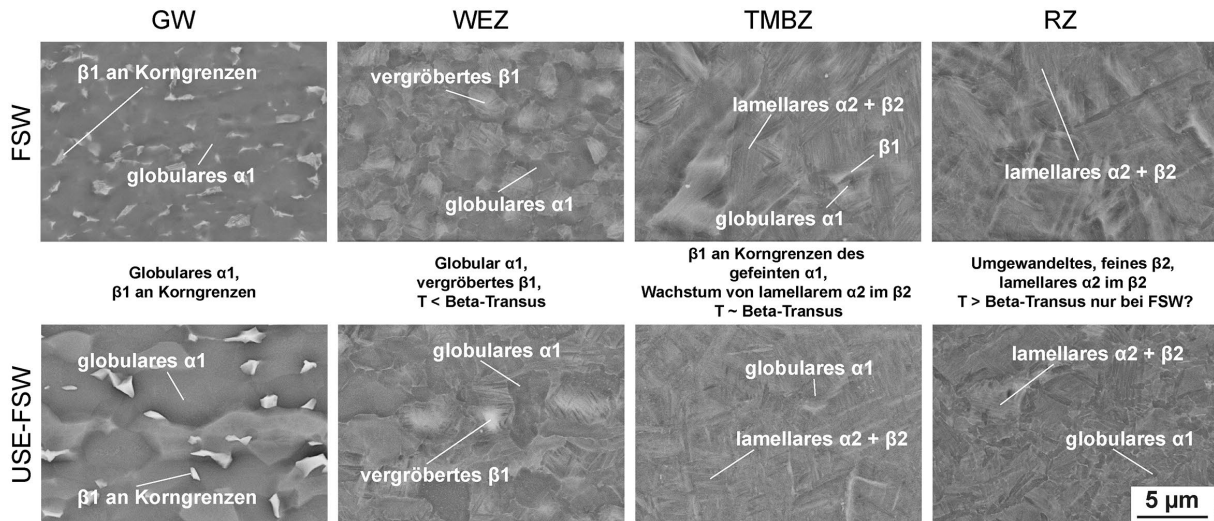 GW
WEZ
TMBZ
RZ
FSW
β1 an Korngrenzen
globulares α1
vergröbertes β1
globulares α1
lamellares α2 + β2
β1
globulares α1
lamellares α2 + β2
Globulares α1,
β1 an Korngrenzen
Globular α1,
vergröbertes β1,
T < Beta-Transus
β1 an Korngrenzen des
gefeinten α1,
Wachstum von lamellarem α2 im β2
T ~ Beta-Transus
Umgewandeltes, feines β2,
lamellares α2 im β2
T > Beta-Transus nur bei FSW?
USE-FSW
globulares α1
β1 an Korngrenzen
globulares α1
vergröbertes β1
globulares α1
lamellares α2 + β2
lamellares α2 + β2
globulares α1
5 µm